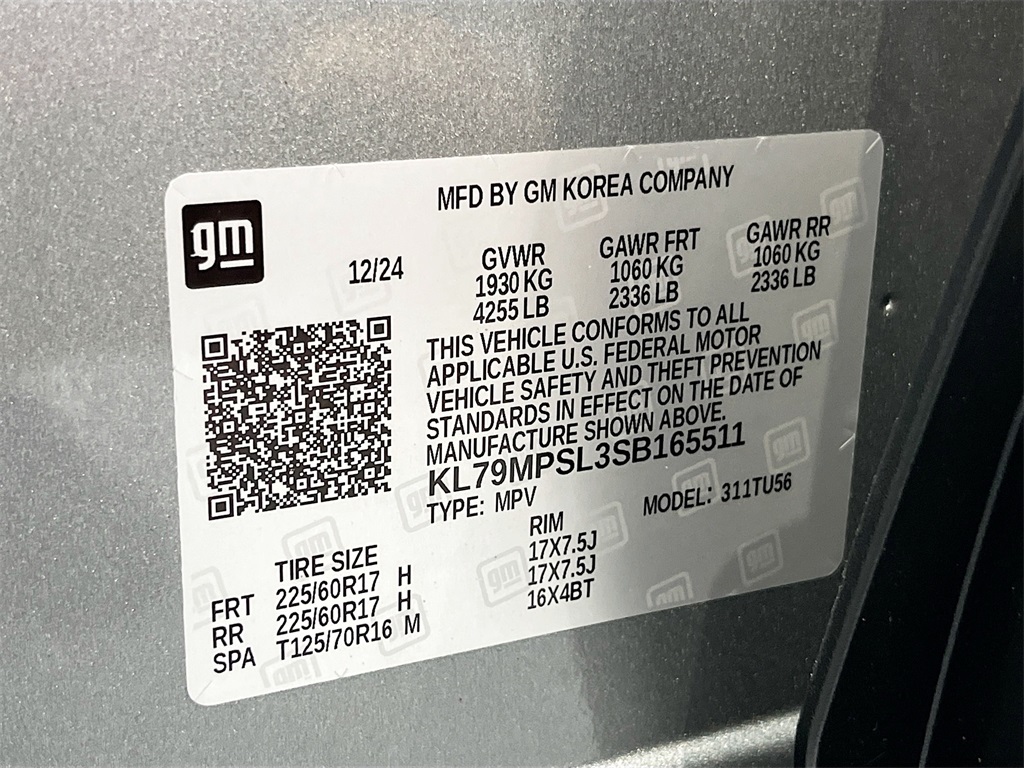 MFD BY GM KOREA COMPANY
gm
12/24
GVWR
1930 KG
4255 LB
GAWR FRT
1060 KG
2336 LB
GAWR RR
1060 KG
2336 LB
THIS VEHICLE CONFORMS TO ALL
APPLICABLE U.S. FEDERAL MOTOR
VEHICLE SAFETY AND THEFT PREVENTION
STANDARDS IN EFFECT ON THE DATE OF
MANUFACTURE SHOWN ABOVE.
KL79MPSL3SB165511
TYPE: MPV
MODEL: 311TU56
TIRE SIZE
RIM
FRT 225/60R17 H 17X7.5J
RR 225/60R17 H 17X7.5J
SPA T125/70R16 M 16X4BT